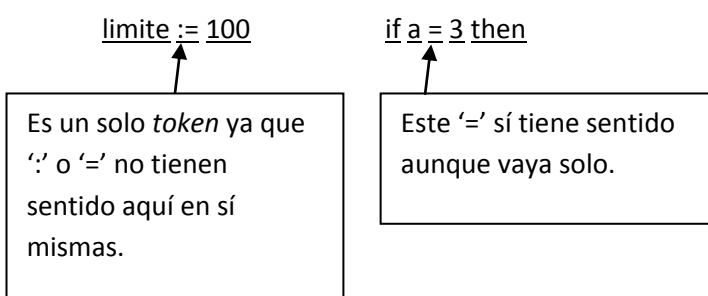 limite := 100
if a = 3 then
Es un solo token ya que
‘:’ o ‘=’ no tienen
sentido aquí en sí
mismas.
Este ‘=’ sí tiene sentido
aunque vaya solo.